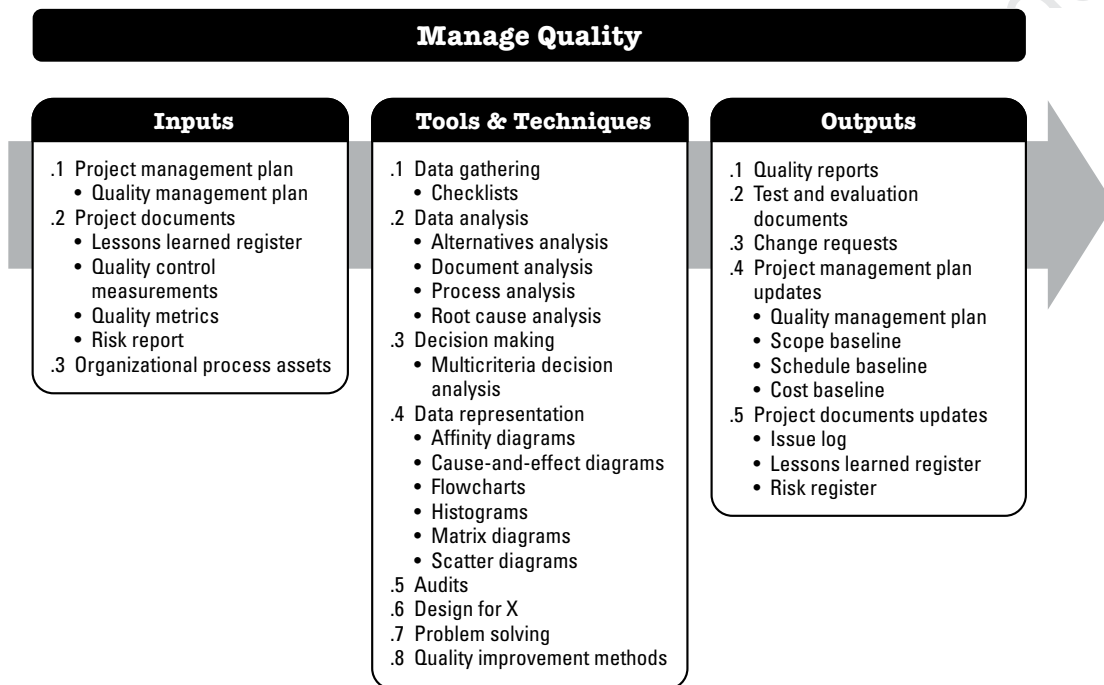 Manage Quality
Inputs
.1 Project management plan
• Quality management plan
.2 Project documents
• Lessons learned register
• Quality control
measurements
• Quality metrics
• Risk report
.3 Organizational process assets
Tools & Techniques
.1 Data gathering
• Checklists
.2 Data analysis
• Alternatives analysis
• Document analysis
• Process analysis
• Root cause analysis
.3 Decision making
• Multicriteria decision
analysis
.4 Data representation
• Affinity diagrams
• Cause-and-effect diagrams
• Flowcharts
• Histograms
• Matrix diagrams
• Scatter diagrams
.5 Audits
.6 Design for X
.7 Problem solving
.8 Quality improvement methods
Outputs
.1 Quality reports
.2 Test and evaluation
documents
.3 Change requests
.4 Project management plan
updates
• Quality management plan
• Scope baseline
• Schedule baseline
• Cost baseline
.5 Project documents updates
• Issue log
• Lessons learned register
• Risk register